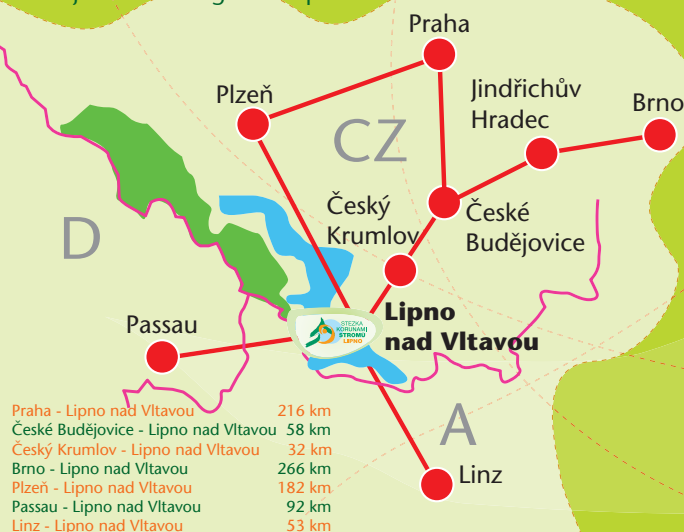 Praha
Plzeň
Jindřichův
Hradec
Brno
CZ
Český
Krumlov
České
Budějovice
D
Lipno
nad Vltavou
STEZKA
KORUNAMI
STROMŮ
LIPNO
Passau
A
Linz
Praha - Lipno nad Vltavou 216 km
České Budějovice - Lipno nad Vltavou 58 km
Český Krumlov - Lipno nad Vltavou 32 km
Brno - Lipno nad Vltavou 266 km
Plzeň - Lipno nad Vltavou 182 km
Passau - Lipno nad Vltavou 92 km
Linz - Lipno nad Vltavou 53 km